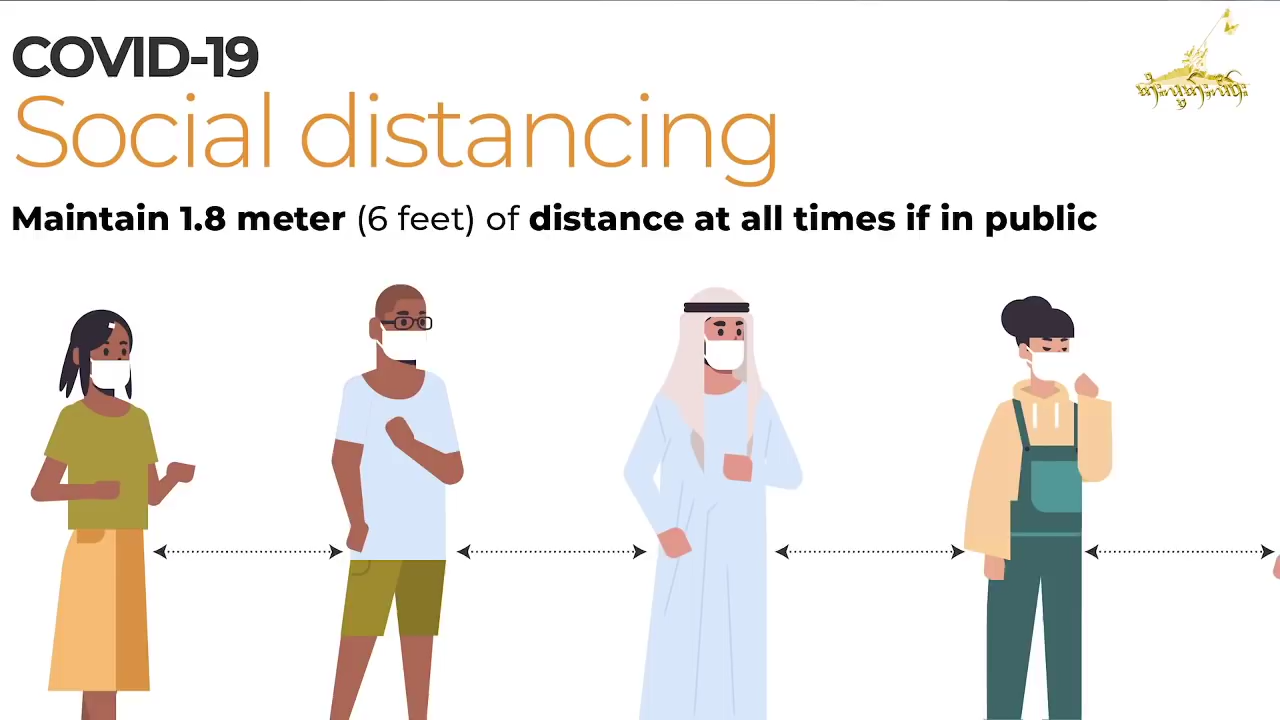 COVID-19
Social distancing
Maintain 1.8 meter (6 feet) of distance at all times if in public